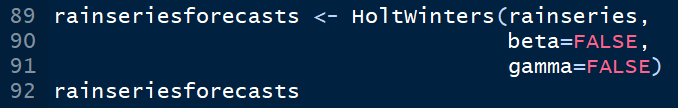 89 rainseriesforecasts <- HoltWinters(rainseries,
90 beta=FALSE,
91 gamma=FALSE)
92 rainseriesforecasts